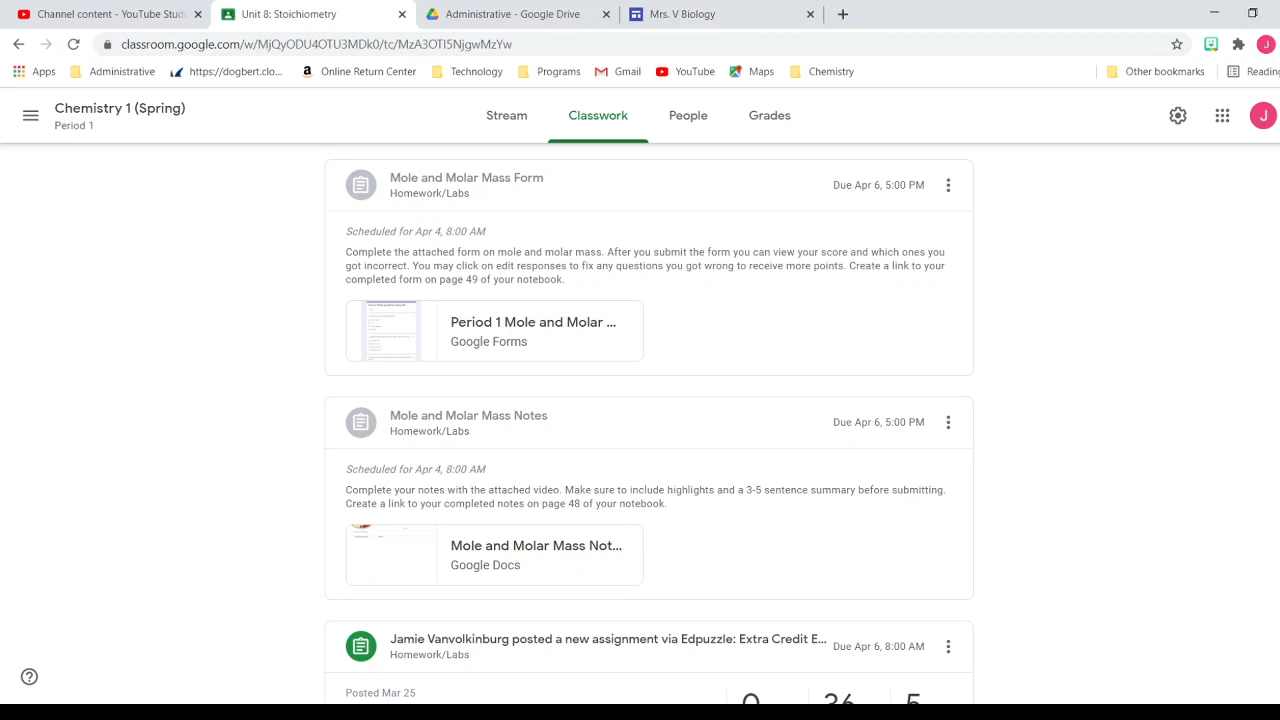 Channel content - YouTube Studi
Unit 8: Stoichiometry
Administrative - Google Drive
Mrs. V Biology
classroom.google.com/w/MjQyODU4OTU3MDk0/tc/MzA3OTI5NjgwMzYw
Apps
Administrative
https://dogbert.clo...
Online Return Center
Technology
Programs
Gmail
YouTube
Maps
Chemistry
Other bookmarks
Reading
Chemistry 1 (Spring)
Period 1
Stream
Classwork
People
Grades
J
J
Mole and Molar Mass Form
Homework/Labs
Due Apr 6, 5:00 PM
Scheduled for Apr 4, 8:00 AM
Complete the attached form on mole and molar mass. After you submit the form you can view your score and which ones you
got incorrect. You may click on edit responses to fix any questions you got wrong to receive more points. Create a link to your
completed form on page 49 of your notebook.
Period 1 Mole and Molar ...
Google Forms
Mole and Molar Mass Notes
Homework/Labs
Due Apr 6, 5:00 PM
Scheduled for Apr 4, 8:00 AM
Complete your notes with the attached video. Make sure to include highlights and a 3-5 sentence summary before submitting.
Create a link to your completed notes on page 48 of your notebook.
Mole and Molar Mass Not...
Google Docs
Jamie Vanvolkinburg posted a new assignment via Edpuzzle: Extra Credit E...
Homework/Labs
Due Apr 6, 8:00 AM
Posted Mar 25
0
36
5